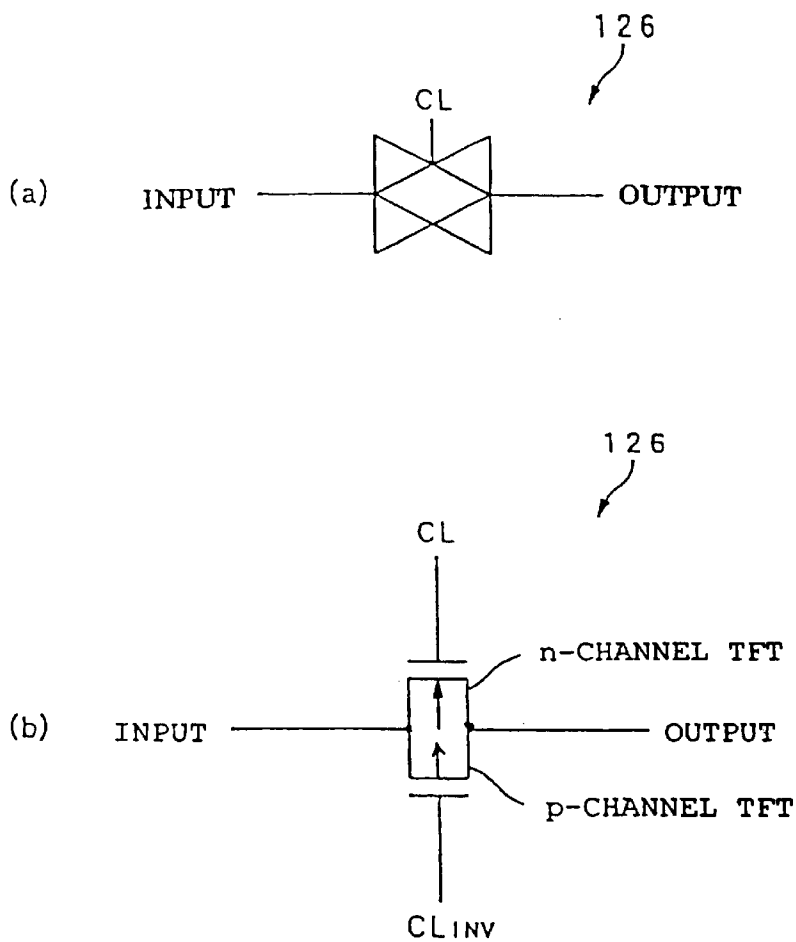 126
CL
(a)
INPUT
OUTPUT
126
CL
n-CHANNEL TFT
(b)
INPUT
OUTPUT
p-CHANNEL TFT
CLINV